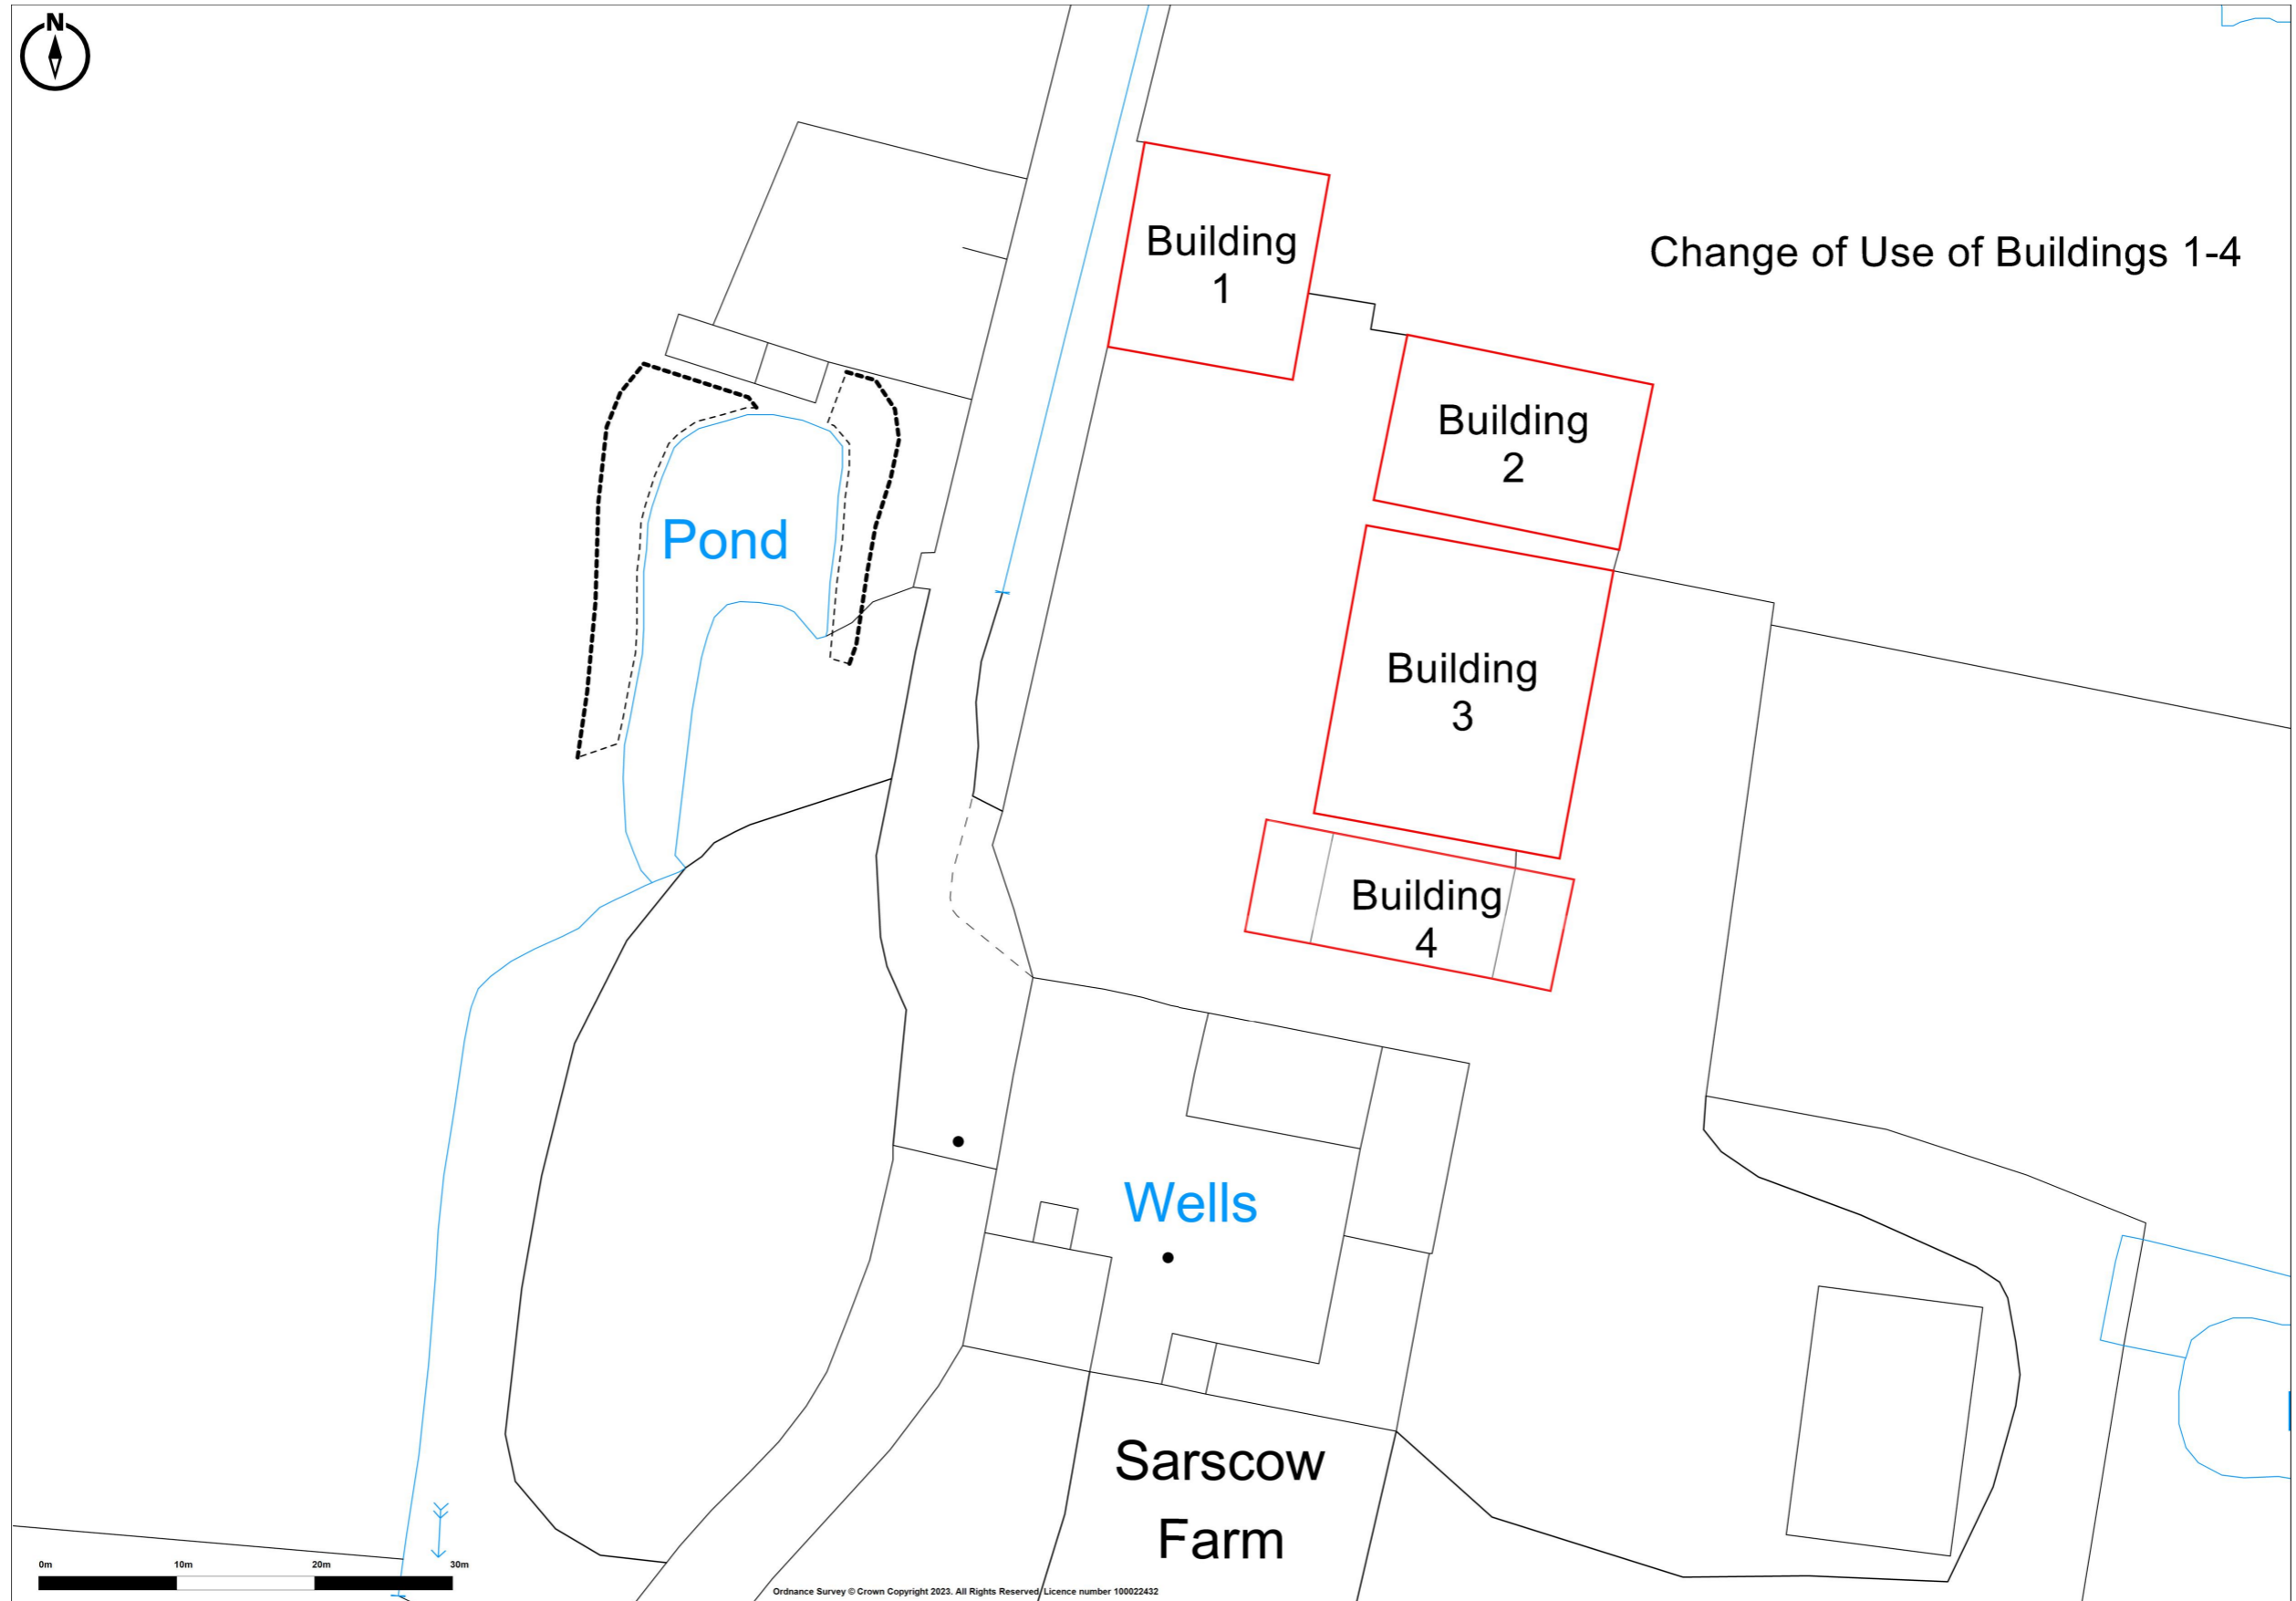 N
Building
1
Change of Use of Buildings 1-4
Building
2
Pond
Building
3
Building
4
Wells
Sarscow
Farm
0m 10m 20m 30m
Ordnance Survey © Crown Copyright 2023. All Rights Reserved. Licence number 100022432